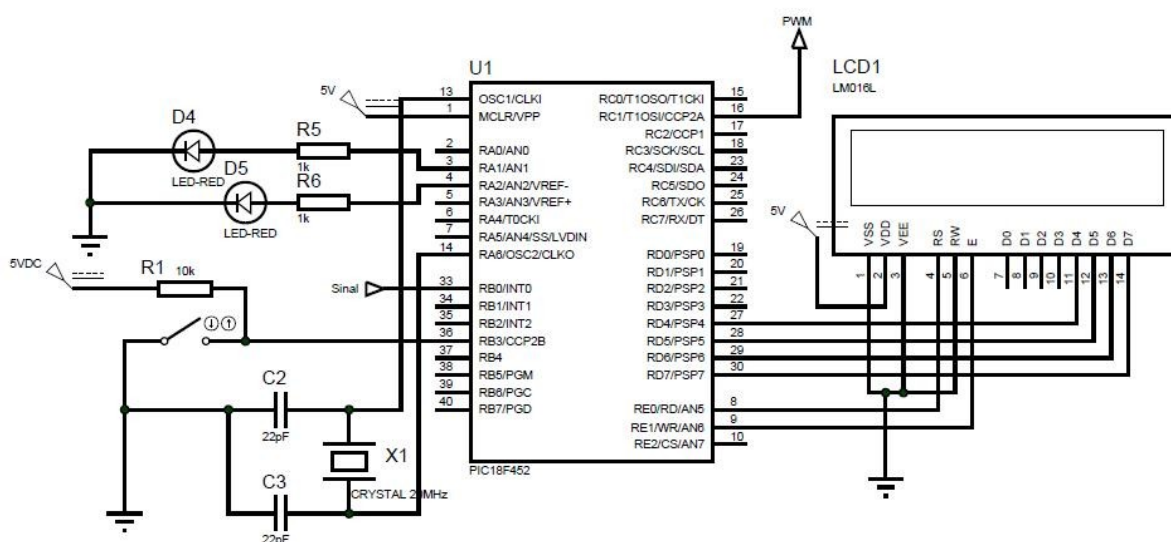 PWM
U1
LCD1
LM016L
5V
13 OSC1/CLKI
1 MCLR/VPP
2 RA0/AN0
3 RA1/AN1
4 RA2/AN2/VREF-
5 RA3/AN3/VREF+
6 RA4/T0CKI
7 RA5/AN4/SS/LVDIN
14 RA6/OSC2/CLKO
33 RB0/INT0
34 RB1/INT1
35 RB2/INT2
36 RB3/CCP2B
37 RB4
38 RB5/PGM
39 RB6/PGC
40 RB7/PGD
RC0/T1OSO/T1CKI 15
RC1/T1OSI/CCP2A 16
RC2/CCP1 17
RC3/SCK/SCL 18
RC4/SDI/SDA 23
RC5/SDO 24
RC6/TX/CK 25
RC7/RX/DT 26
RD0/PSP0 19
RD1/PSP1 20
RD2/PSP2 21
RD3/PSP3 22
RD4/PSP4 27
RD5/PSP5 28
RD6/PSP6 29
RD7/PSP7 30
RE0/RD/AN5 8
RE1/WR/AN6 9
RE2/CS/AN7 10
PIC18F452
D4
LED-RED
R5
1k
D5
LED-RED
R6
1k
5VDC
R1
10k
Sinal
C2
22pF
C3
22pF
X1
CRYSTAL 20MHz
5V
VSS VDD VEE RS RW E D0 D1 D2 D3 D4 D5 D6 D7
1 2 3 4 5 6 7 8 9 10 11 12 13 14